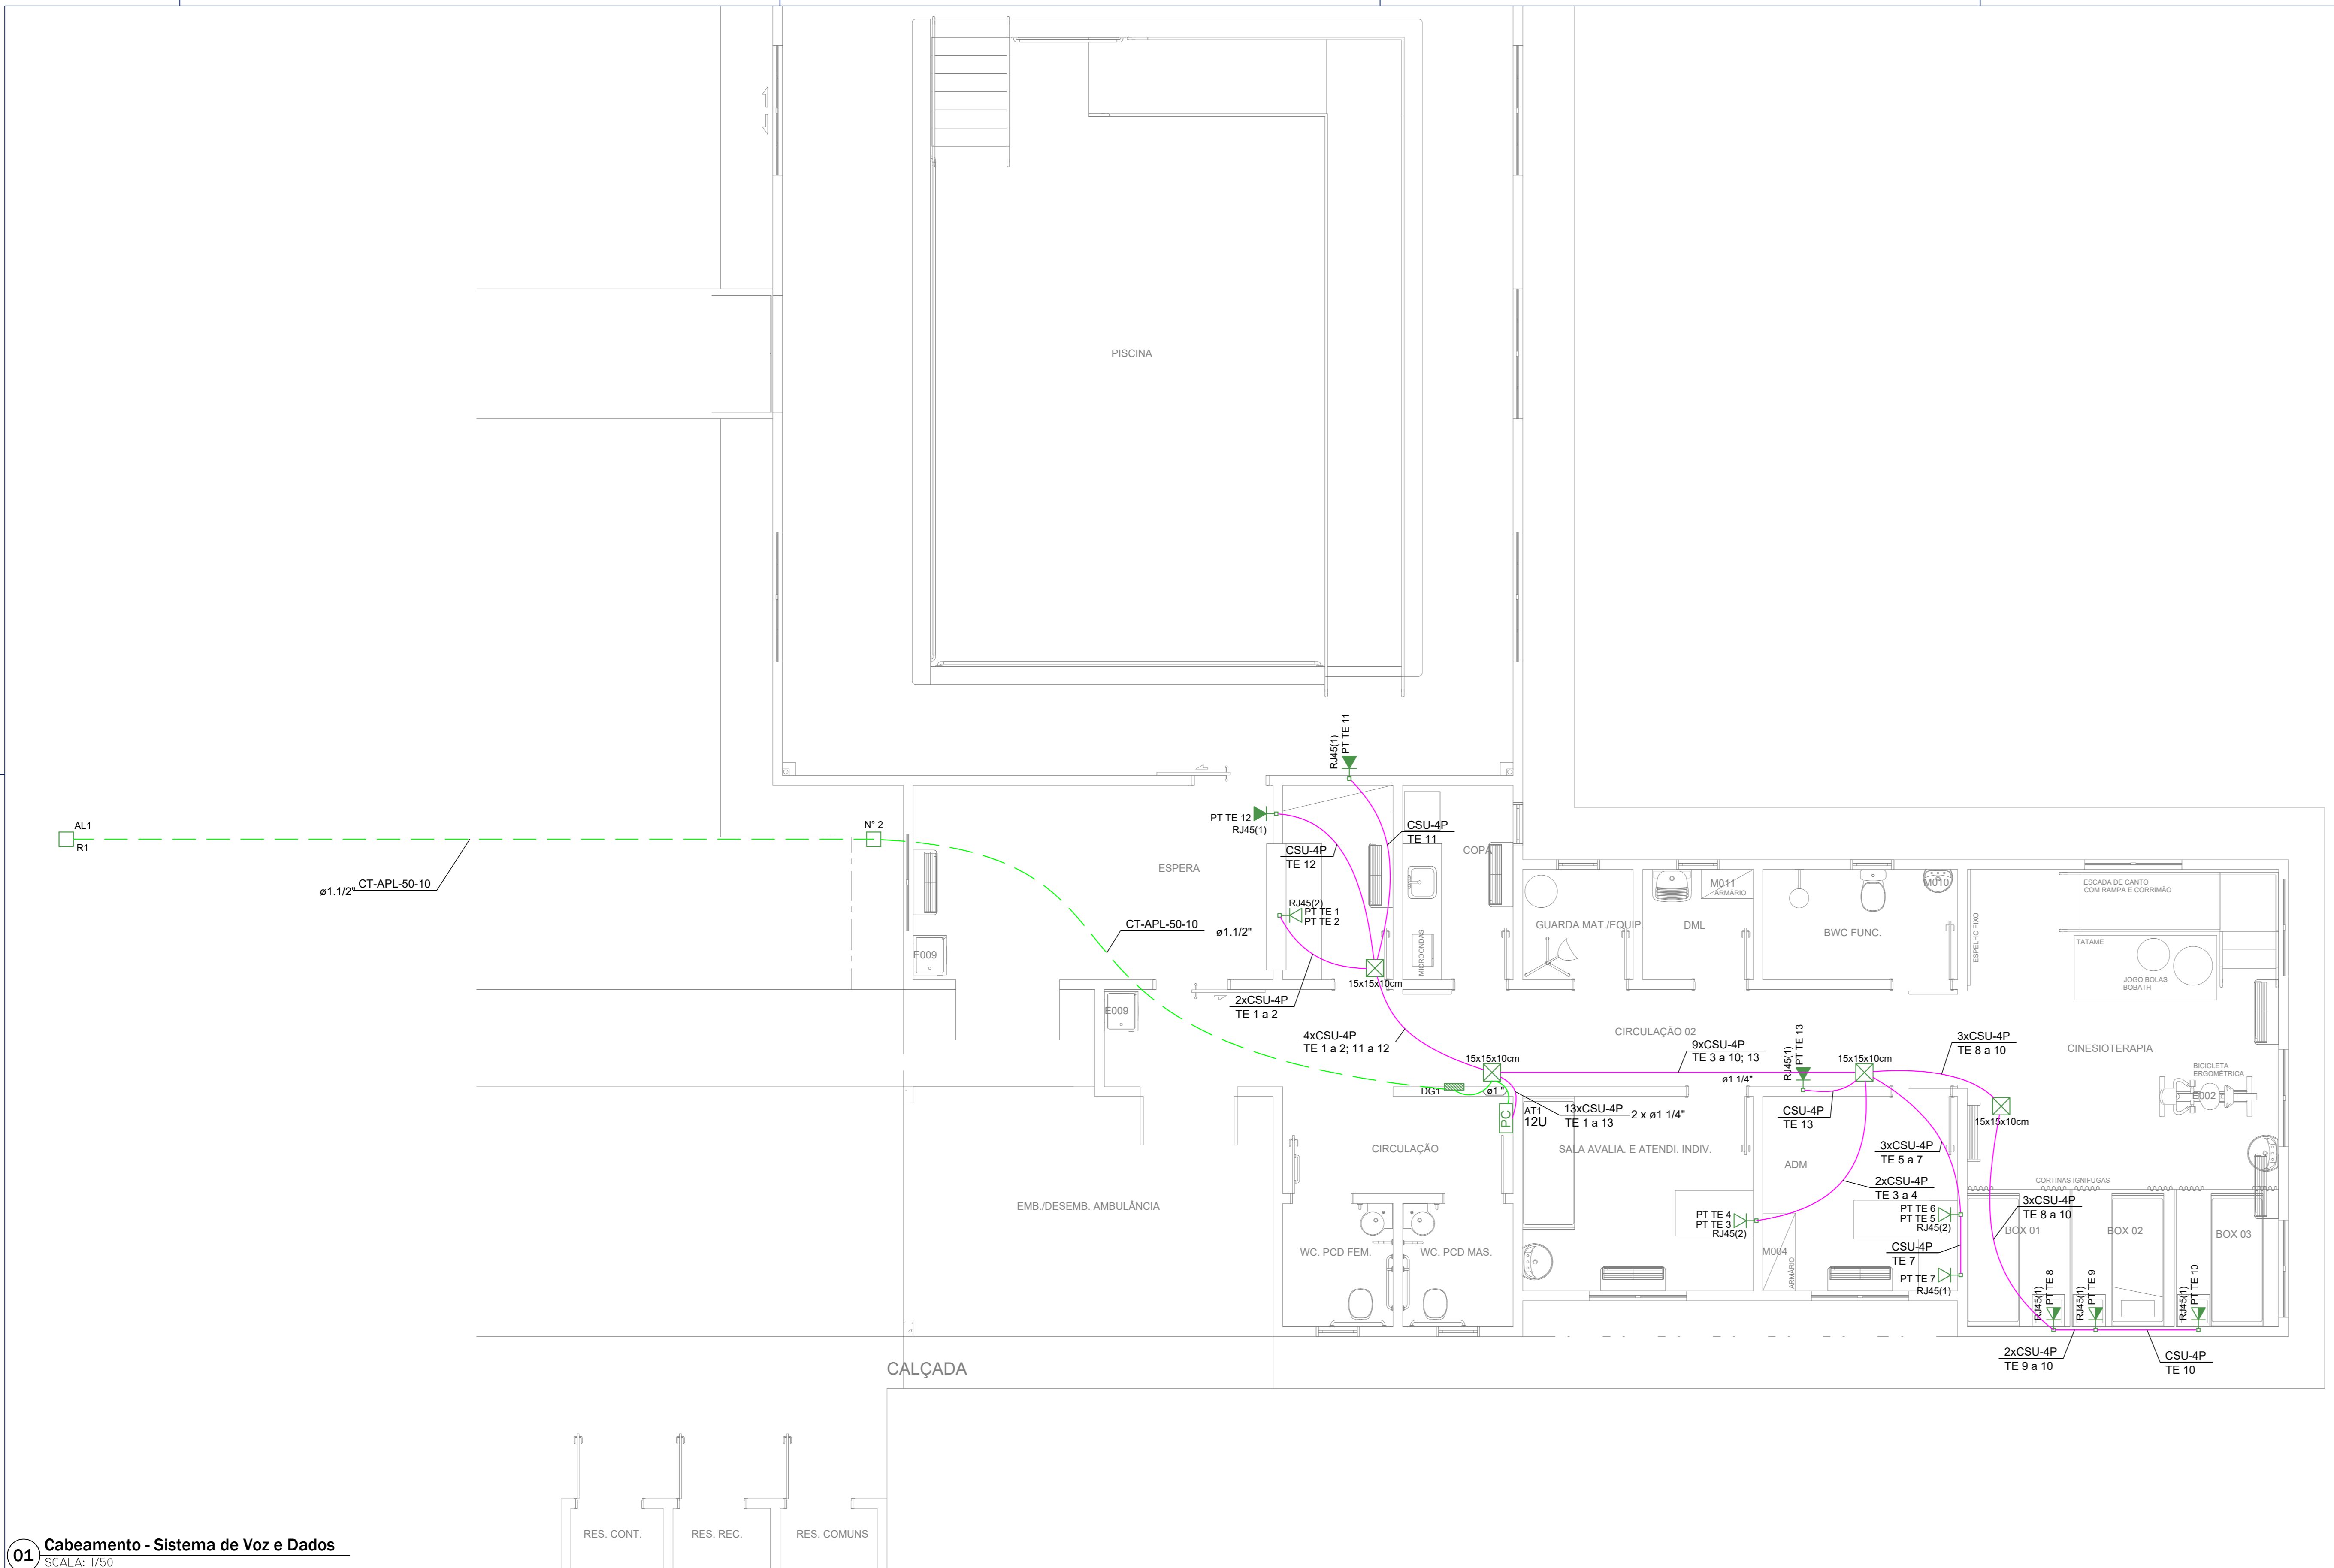 PISCINA
RJ45(1)
PT TE 11
PT TE 12
RJ45(1)
CSU-4P
TE 12
CSU-4P
TE 11
COPA
ESPERA
AL1
R1
N° 2
ø1.1/2"
CT-APL-50-10
CT-APL-50-10
ø1.1/2"
RJ45(2)
PT TE 1
PT TE 2
MICROONDAS
E009
E009
15x15x10cm
2xCSU-4P
TE 1 a 2
4xCSU-4P
TE 1 a 2; 11 a 12
GUARDA MAT./EQUIP.
DML
M011
ARMÁRIO
BWC FUNC.
M010
ESPELHO FIXO
ESCADA DE CANTO
COM RAMPA E CORRIMÃO
TATAME
JOGO BOLAS
BOBATH
CIRCULAÇÃO 02
9xCSU-4P
TE 3 a 10; 13
ø1 1/4"
RJ45(1)
PT TE 13
15x15x10cm
15x15x10cm
3xCSU-4P
TE 8 a 10
CINESIOTERAPIA
BICICLETA
ERGOMÉTRICA
E002
DG1
ø1 "
PC
AT1
12U
13xCSU-4P
TE 1 a 13
2 x ø1 1/4"
CSU-4P
TE 13
15x15x10cm
CIRCULAÇÃO
SALA AVALIA. E ATENDI. INDIV.
ADM
3xCSU-4P
TE 5 a 7
2xCSU-4P
TE 3 a 4
CORTINAS IGNIFUGAS
3xCSU-4P
TE 8 a 10
EMB./DESEMB. AMBULÂNCIA
PT TE 4
PT TE 3
RJ45(2)
PT TE 6
PT TE 5
RJ45(2)
BOX 01
BOX 02
BOX 03
WC. PCD FEM.
WC. PCD MAS.
M004
ARMÁRIO
CSU-4P
TE 7
PT TE 7
RJ45(1)
RJ45(1)
PT TE 8
RJ45(1)
PT TE 9
RJ45(1)
PT TE 10
2xCSU-4P
TE 9 a 10
CSU-4P
TE 10
CALÇADA
RES. CONT.
RES. REC.
RES. COMUNS
01
Cabeamento - Sistema de Voz e Dados
SCALA: 1/50